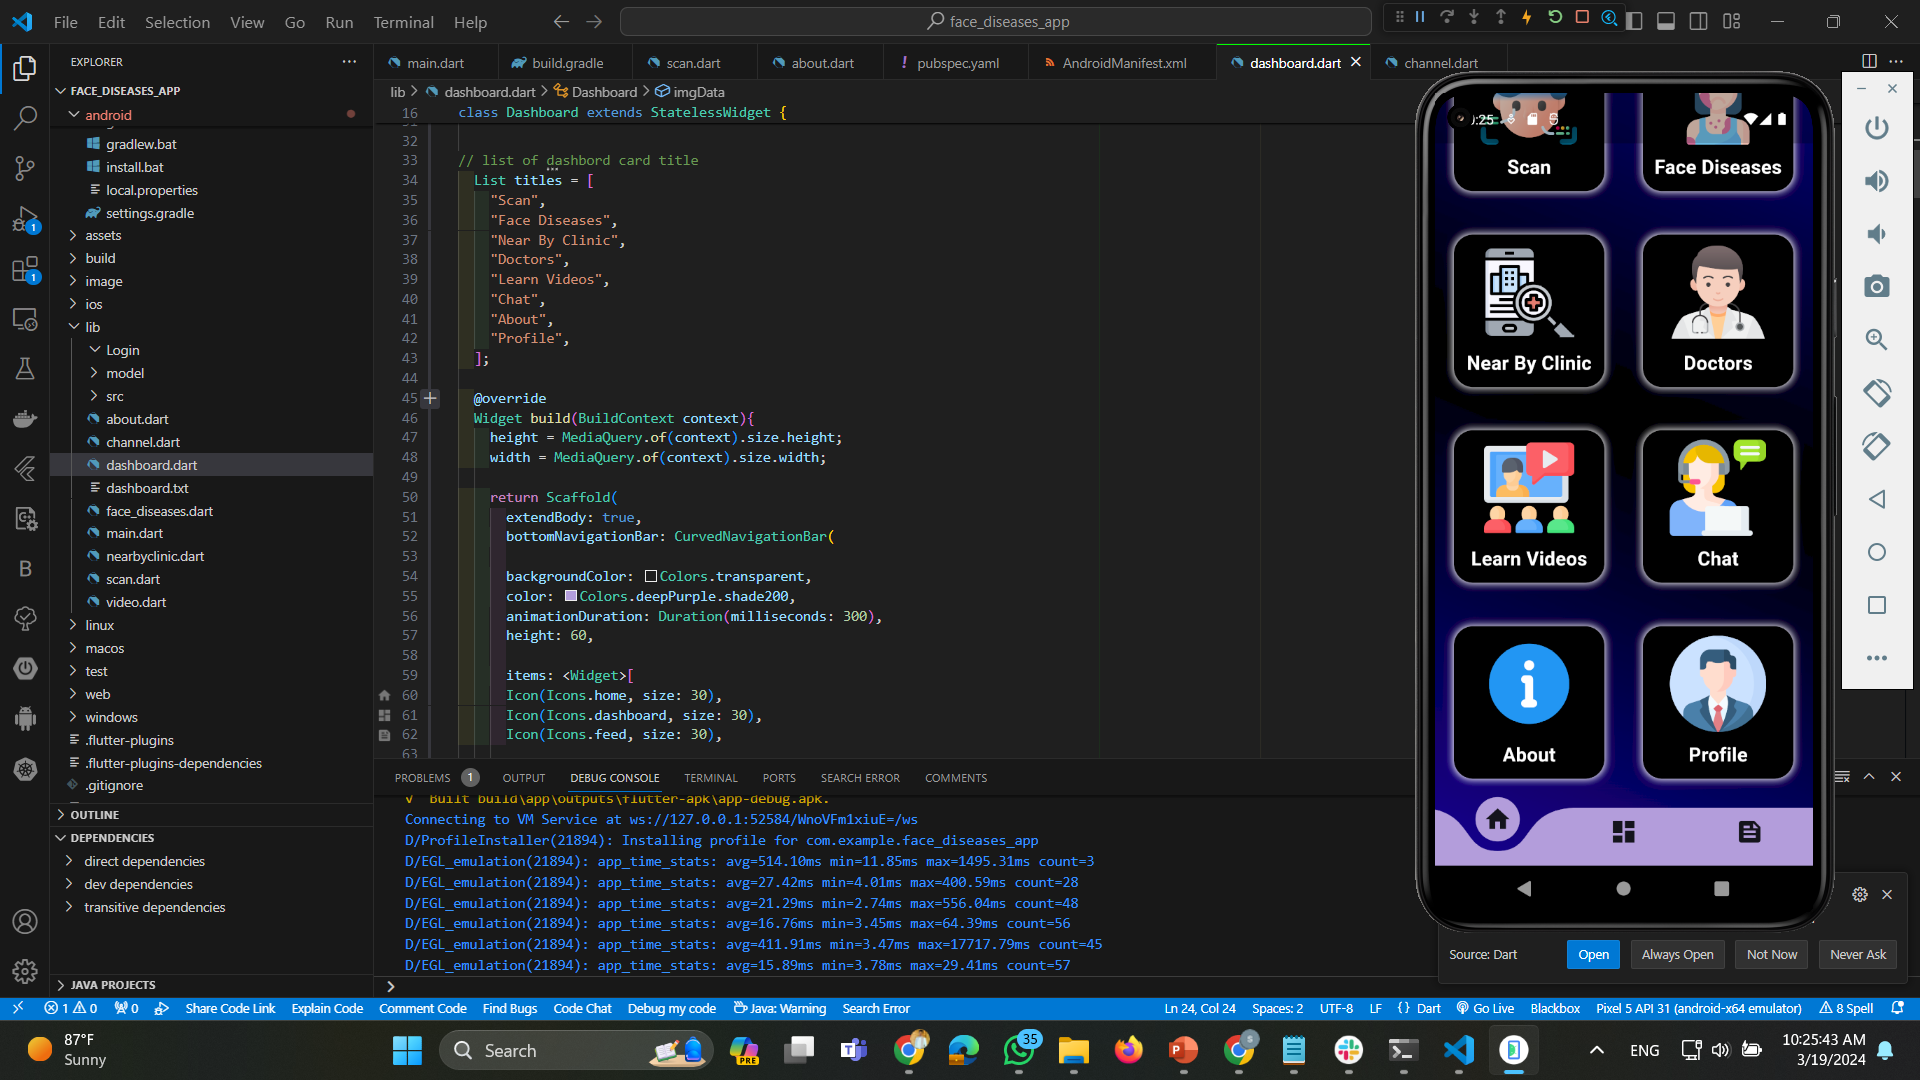 File Edit Selection View Go Run Terminal Help
face_diseases_app
EXPLORER
main.dart build.gradle scan.dart about.dart ! pubspec.yaml AndroidManifest.xml dashboard.dart channel.dart
FACE_DISEASES_APP
lib > dashboard.dart > Dashboard > imgData
android
gradlew.bat
install.bat
local.properties
settings.gradle
assets
build
image
ios
lib
Login
model
src
about.dart
channel.dart
dashboard.dart
dashboard.txt
face_diseases.dart
main.dart
nearbyclinic.dart
scan.dart
video.dart
linux
macos
test
web
windows
.flutter-plugins
.flutter-plugins-dependencies
.gitignore
OUTLINE
DEPENDENCIES
direct dependencies
dev dependencies
transitive dependencies
JAVA PROJECTS
16 class Dashboard extends StatelessWidget {
32
33 // list of dashbord card title
34 List titles = [
35 "Scan",
36 "Face Diseases",
37 "Near By Clinic",
38 "Doctors",
39 "Learn Videos",
40 "Chat",
41 "About",
42 "Profile",
43 ];
44
45 @override
46 Widget build(BuildContext context){
47 height = MediaQuery.of(context).size.height;
48 width = MediaQuery.of(context).size.width;
49
50 return Scaffold(
51 extendBody: true,
52 bottomNavigationBar: CurvedNavigationBar(
53
54 backgroundColor: Colors.transparent,
55 color: Colors.deepPurple.shade200,
56 animationDuration: Duration(milliseconds: 300),
57 height: 60,
58
59 items: <Widget>[
60 Icon(Icons.home, size: 30),
61 Icon(Icons.dashboard, size: 30),
62 Icon(Icons.feed, size: 30),
63
PROBLEMS 1 OUTPUT DEBUG CONSOLE TERMINAL PORTS SEARCH ERROR COMMENTS
√ Built build\app\outputs\flutter-apk\app-debug.apk.
Connecting to VM Service at ws://127.0.0.1:52584/WnoVFm1xiuE=/ws
D/ProfileInstaller(21894): Installing profile for com.example.face_diseases_app
D/EGL_emulation(21894): app_time_stats: avg=514.10ms min=11.85ms max=1495.31ms count=3
D/EGL_emulation(21894): app_time_stats: avg=27.42ms min=4.01ms max=400.59ms count=28
D/EGL_emulation(21894): app_time_stats: avg=21.29ms min=2.74ms max=556.04ms count=48
D/EGL_emulation(21894): app_time_stats: avg=16.76ms min=3.45ms max=64.39ms count=56
D/EGL_emulation(21894): app_time_stats: avg=411.91ms min=3.47ms max=17717.79ms count=45
D/EGL_emulation(21894): app_time_stats: avg=15.89ms min=3.78ms max=29.41ms count=57
:25
Scan Face Diseases
Near By Clinic Doctors
Learn Videos Chat
About Profile
Source: Dart Open Always Open Not Now Never Ask
1 0 0 Share Code Link Explain Code Comment Code Find Bugs Code Chat Debug my code Java: Warning Search Error Ln 24, Col 24 Spaces: 2 UTF-8 LF { } Dart Go Live Blackbox Pixel 5 API 31 (android-x64 emulator) 8 Spell
87°F
Sunny
Search
PRE
35
ENG
10:25:43 AM
3/19/2024